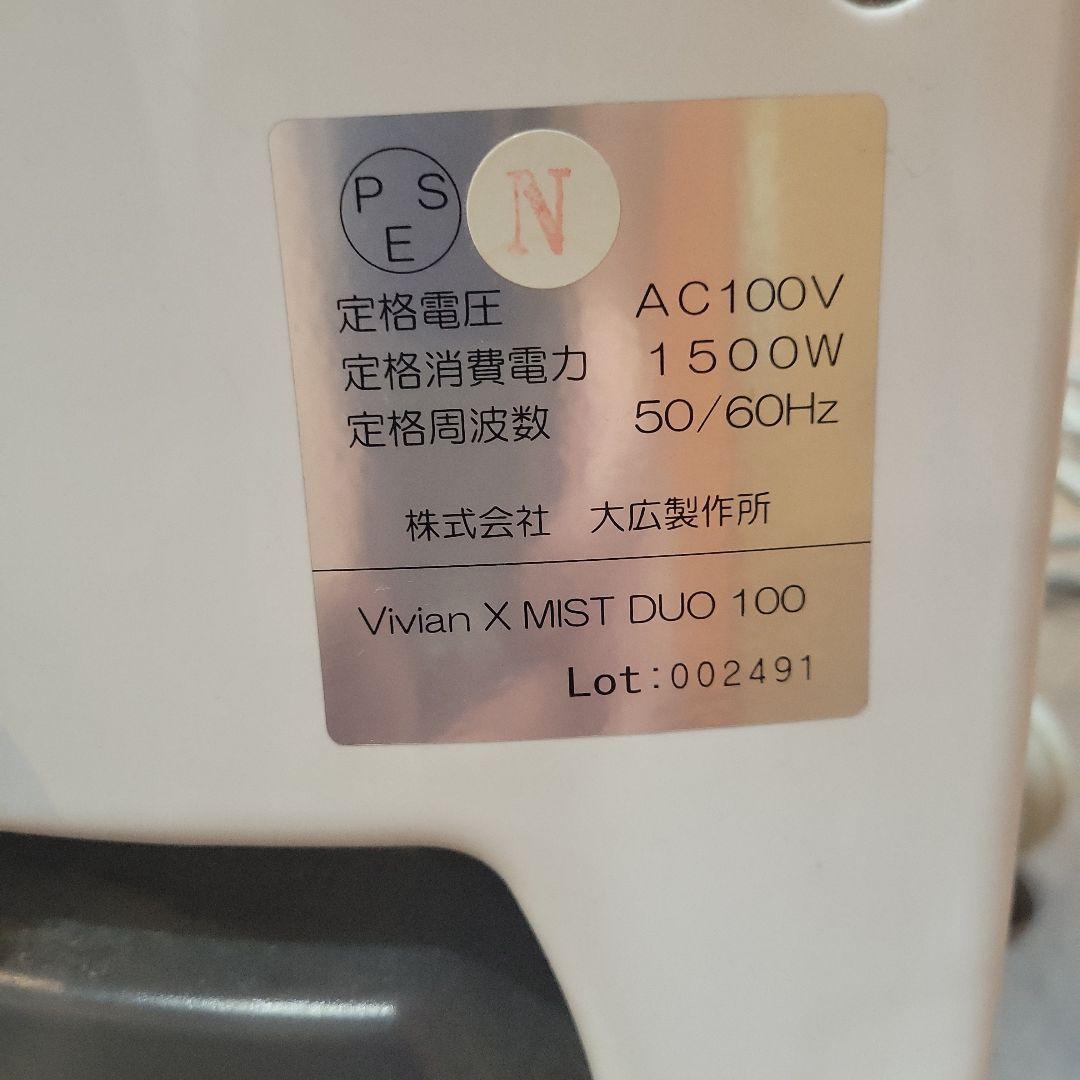 PSE N
定格電圧 AC100V
定格消費電力 1500W
定格周波数 50/60Hz
株式会社 大広製作所
Vivian X MIST DUO 100
Lot:002491